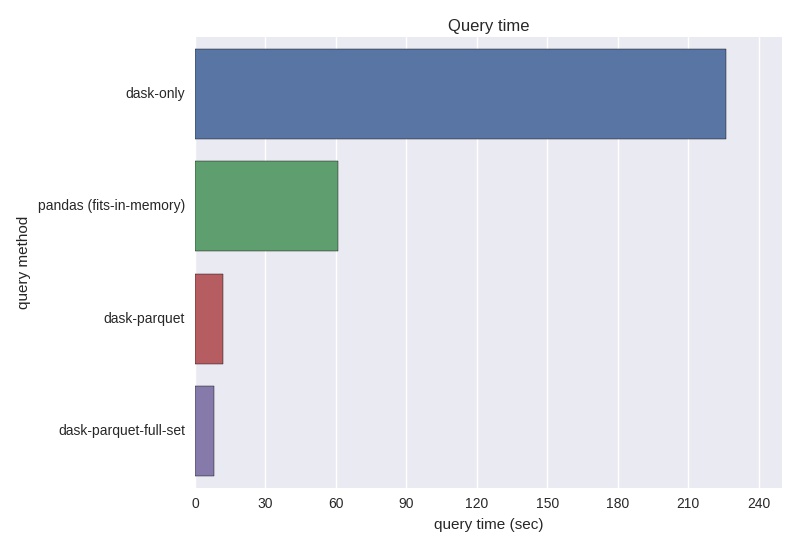 Query time
dask-only
pandas (fits-in-memory)
dask-parquet
dask-parquet-full-set
query method
0 30 60 90 120 150 180 210 240
query time (sec)